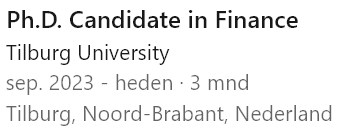 Ph.D. Candidate in Finance
Tilburg University
sep. 2023 - heden · 3 mnd
Tilburg, Noord-Brabant, Nederland